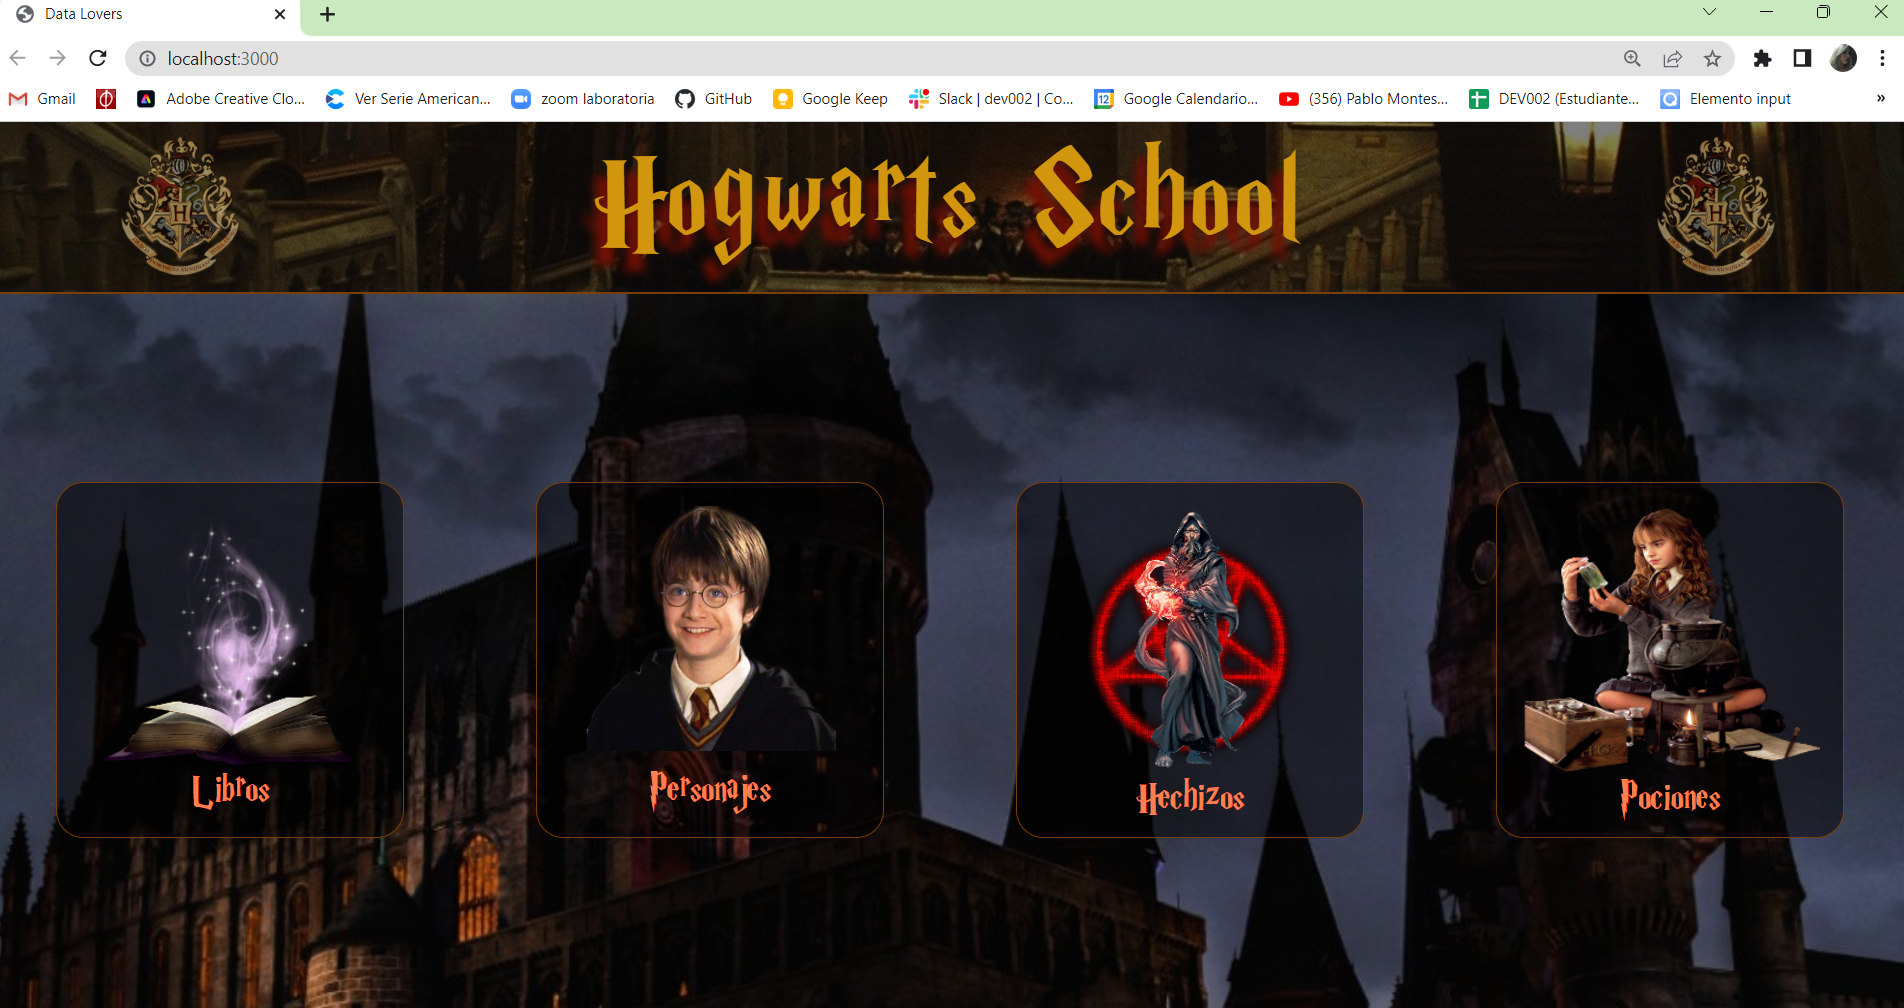 Data Lovers
localhost:3000
Gmail
Adobe Creative Clo...
Ver Serie American...
zoom laboratoria
GitHub
Google Keep
Slack | dev002 | Co...
12
Google Calendario...
(356) Pablo Montes...
DEV002 (Estudiante...
Elemento input
»
Hogwarts School
H
H
Libros
Personajes
Hechizos
Pociones